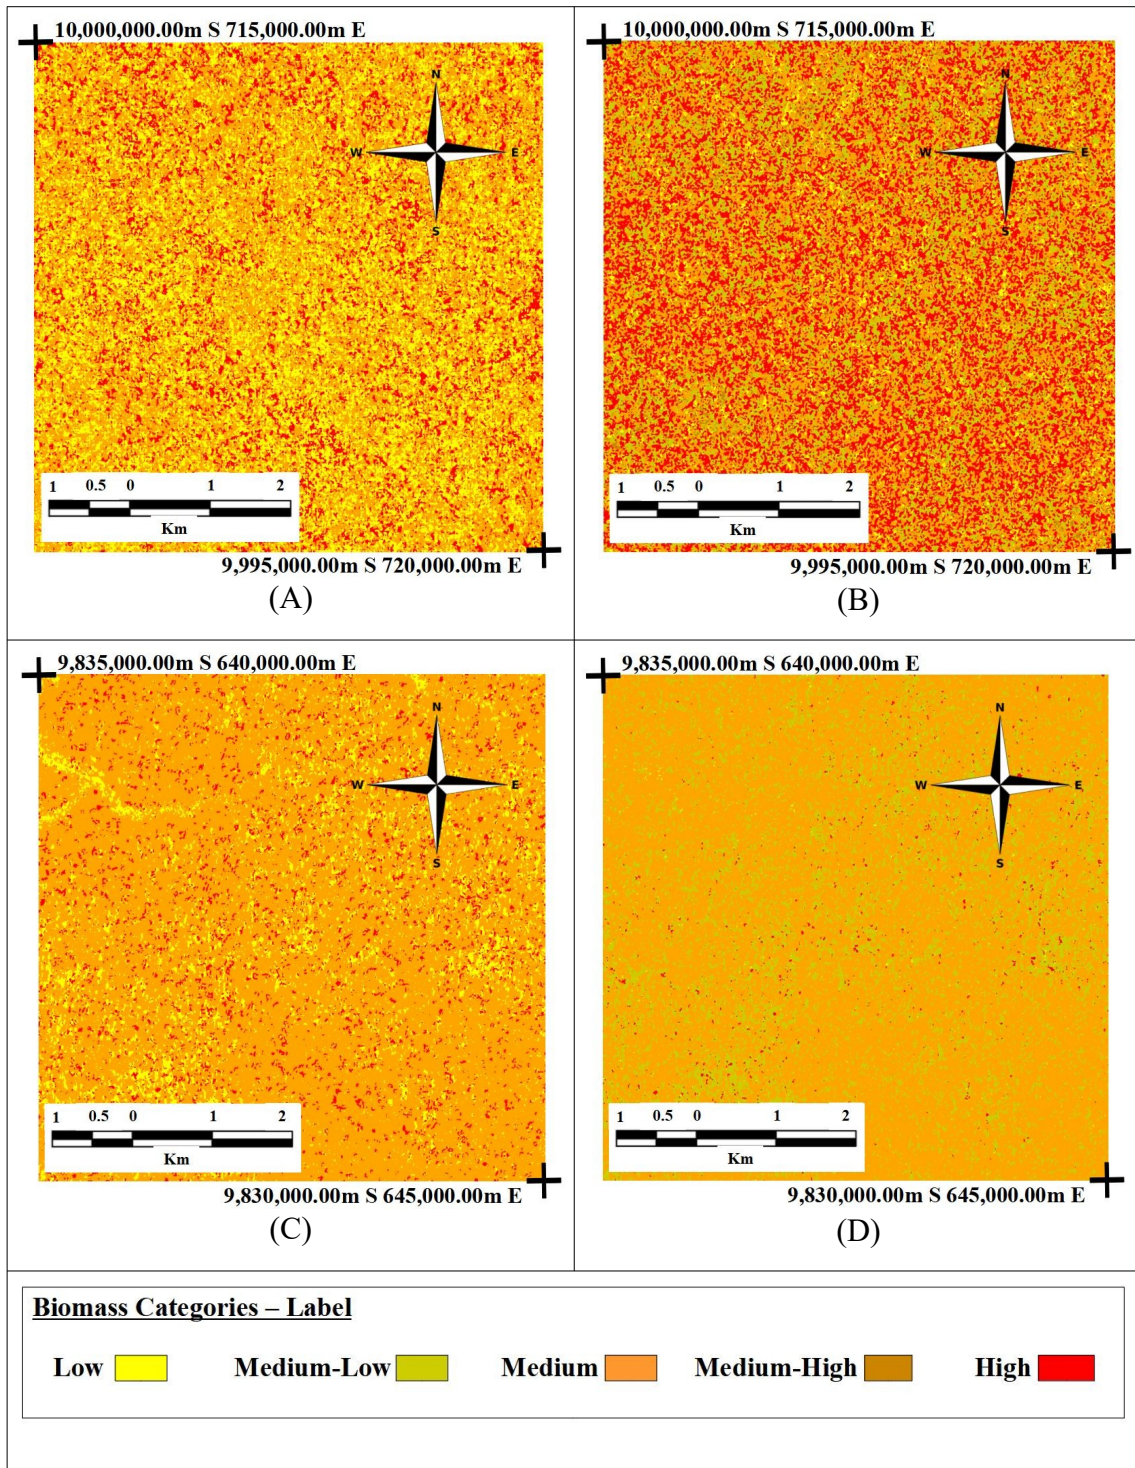 10,000,000.00m S 715,000.00m E
N
W E
S
1 0.5 0 1 2
Km
9,995,000.00m S 720,000.00m E
(A)
10,000,000.00m S 715,000.00m E
N
W E
S
1 0.5 0 1 2
Km
9,995,000.00m S 720,000.00m E
(B)
9,835,000.00m S 640,000.00m E
N
W E
S
1 0.5 0 1 2
Km
9,830,000.00m S 645,000.00m E
(C)
9,835,000.00m S 640,000.00m E
N
W E
S
1 0.5 0 1 2
Km
9,830,000.00m S 645,000.00m E
(D)
Biomass Categories – Label
Low Medium-Low Medium Medium-High High